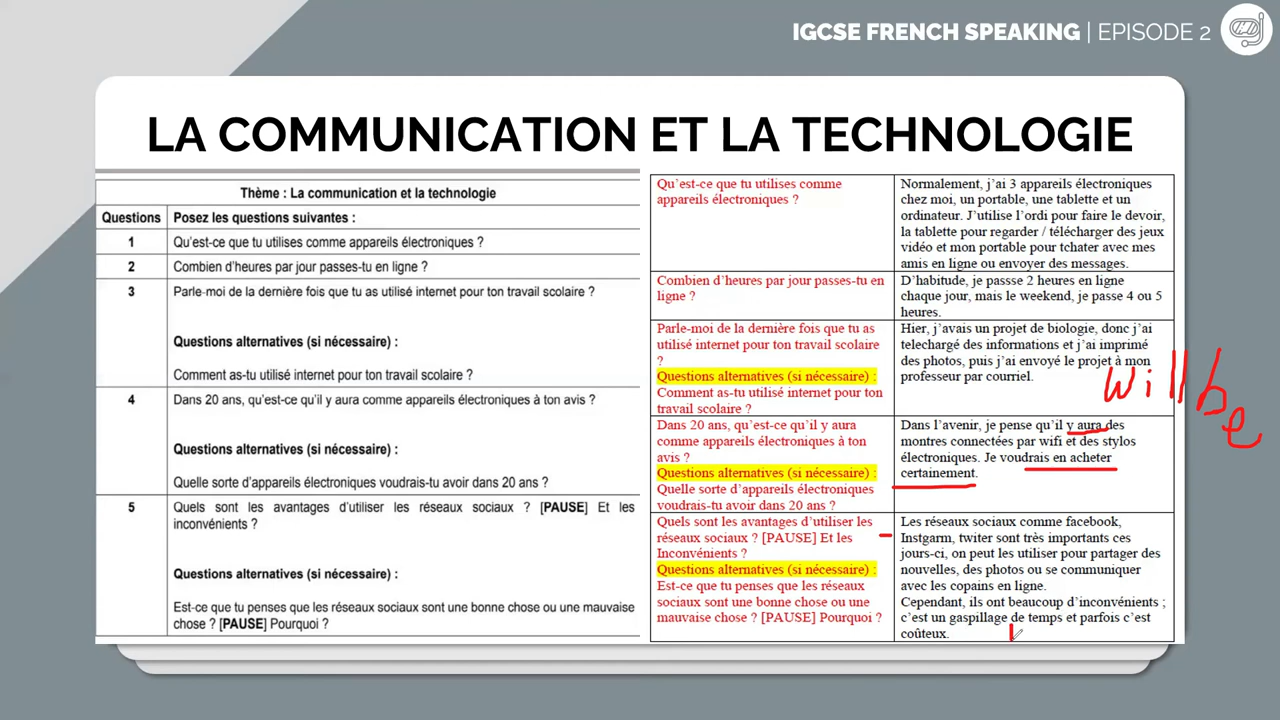 IGCSE FRENCH SPEAKING | EPISODE 2
LA COMMUNICATION ET LA TECHNOLOGIE
Thème : La communication et la technologie
Questions Posez les questions suivantes :
1 Qu'est-ce que tu utilises comme appareils électroniques ?
2 Combien d'heures par jour passes-tu en ligne ?
3 Parle-moi de la dernière fois que tu as utilisé internet pour ton travail scolaire ?
Questions alternatives (si nécessaire) :
Comment as-tu utilisé internet pour ton travail scolaire ?
4 Dans 20 ans, qu'est-ce qu'il y aura comme appareils électroniques à ton avis ?
Questions alternatives (si nécessaire) :
Quelle sorte d'appareils électroniques voudrais-tu avoir dans 20 ans ?
5 Quels sont les avantages d'utiliser les réseaux sociaux ? [PAUSE] Et les
inconvénients ?
Questions alternatives (si nécessaire) :
Est-ce que tu penses que les réseaux sociaux sont une bonne chose ou une mauvaise
chose ? [PAUSE] Pourquoi ?
Qu'est-ce que tu utilises comme
appareils électroniques ?
Normalement, j'ai 3 appareils électroniques
chez moi, un portable, une tablette et un
ordinateur. J'utilise l'ordi pour faire le devoir,
la tablette pour regarder / télécharger des jeux
vidéo et mon portable pour tchater avec mes
amis en ligne ou envoyer des messages.
Combien d'heures par jour passes-tu en
ligne ?
D'habitude, je passse 2 heures en ligne
chaque jour, mais le weekend, je passe 4 ou 5
heures.
Parle-moi de la dernière fois que tu as
utilisé internet pour ton travail scolaire
?
Questions alternatives (si nécessaire) :
Comment as-tu utilisé internet pour ton
travail scolaire ?
Hier, j'avais un projet de biologie, donc j'ai
telechargé des informations et j'ai imprimé
des photos, puis j'ai envoyé le projet à mon
professeur par courriel.
will be
Dans 20 ans, qu'est-ce qu'il y aura
comme appareils électroniques à ton
avis ?
Questions alternatives (si nécessaire) :
Quelle sorte d'appareils électroniques
voudrais-tu avoir dans 20 ans ?
Dans l'avenir, je pense qu'il y aura des
montres connectées par wifi et des stylos
électroniques. Je voudrais en acheter
certainement.
Quels sont les avantages d'utiliser les
réseaux sociaux ? [PAUSE] Et les
Inconvénients ?
Questions alternatives (si nécessaire) :
Est-ce que tu penses que les réseaux
sociaux sont une bonne chose ou une
mauvaise chose ? [PAUSE] Pourquoi ?
Les réseaux sociaux comme facebook,
Instgarm, twiter sont très importants ces
jours-ci, on peut les utiliser pour partager des
nouvelles, des photos ou se communiquer
avec les copains en ligne.
Cependant, ils ont beaucoup d'inconvénients ;
c'est un gaspillage de temps et parfois c'est
coûteux.